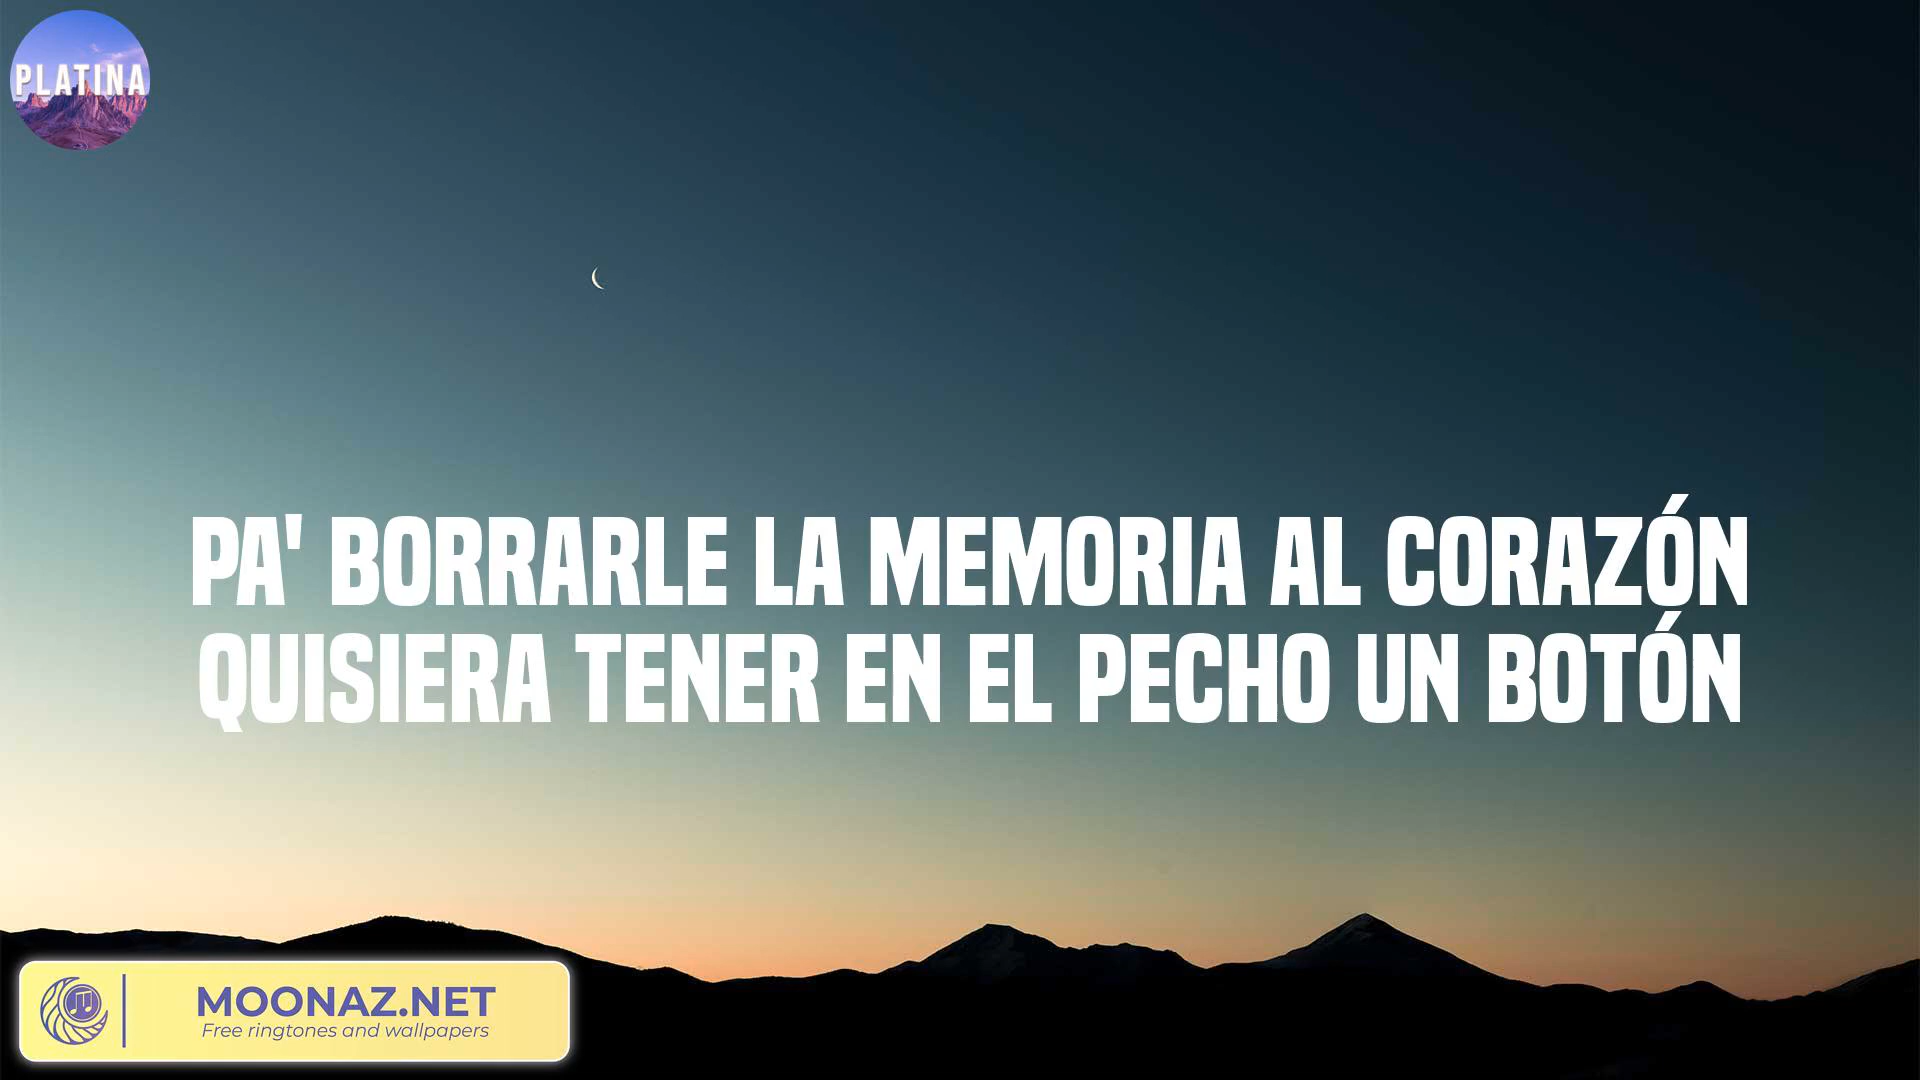 PLATINA
PA' BORRARLE LA MEMORIA AL CORAZÓN
QUISIERA TENER EN EL PECHO UN BOTÓN
MOONAZ.NET
Free ringtones and wallpapers